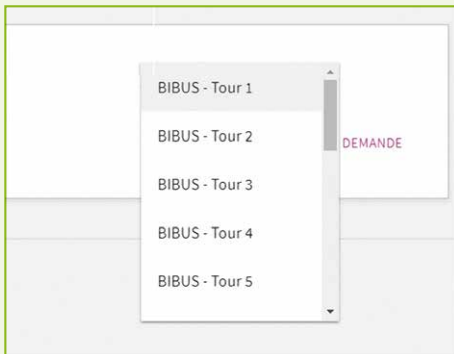 BIBUS - Tour 1
BIBUS - Tour 2
DEMANDE
BIBUS - Tour 3
BIBUS - Tour 4
BIBUS - Tour 5